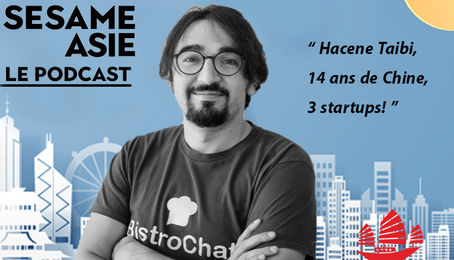 SESAME
ASIE
LE PODCAST
“ Hacene Taibi,
14 ans de Chine,
3 startups! ”
BistroChat